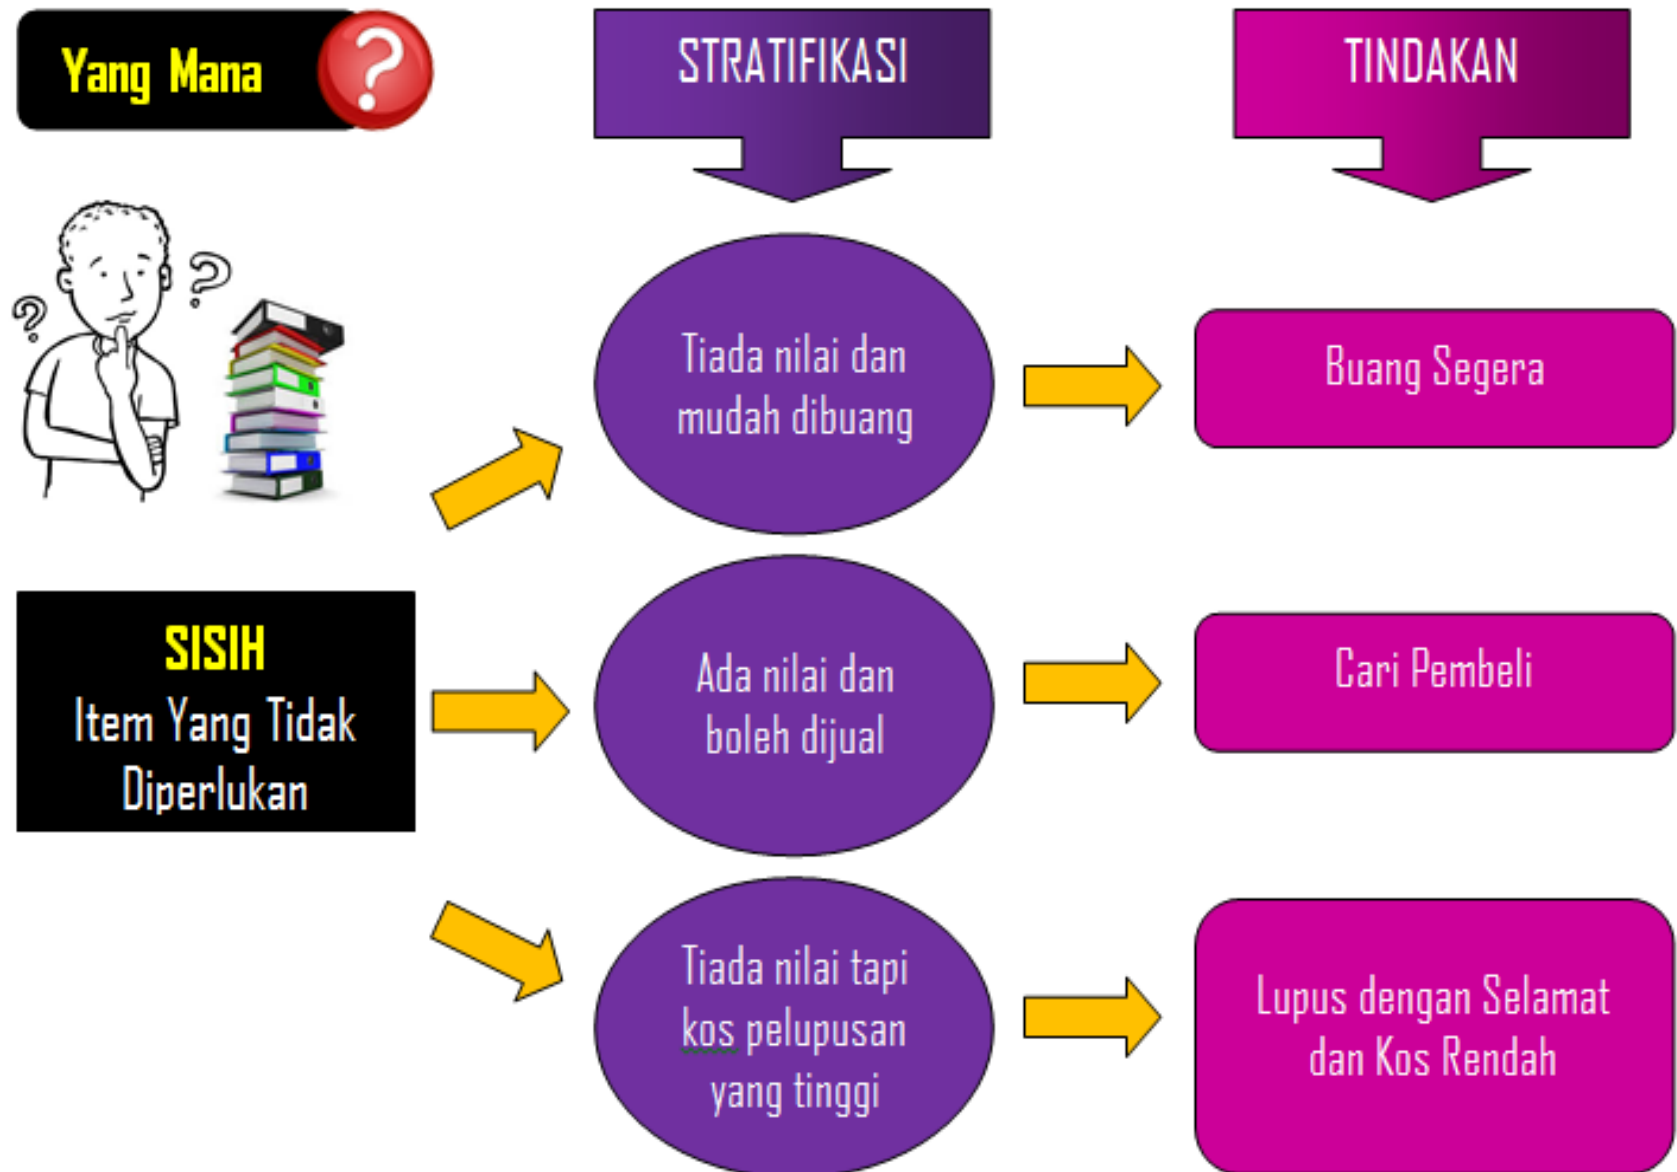 Yang Mana
?
STRATIFIKASI
TINDAKAN
?
?
Tiada nilai dan
mudah dibuang
Buang Segera
SISIH
Item Yang Tidak
Diperlukan
Ada nilai dan
boleh dijual
Cari Pembeli
Tiada nilai tapi
kos pelupusan
yang tinggi
Lupus dengan Selamat
dan Kos Rendah